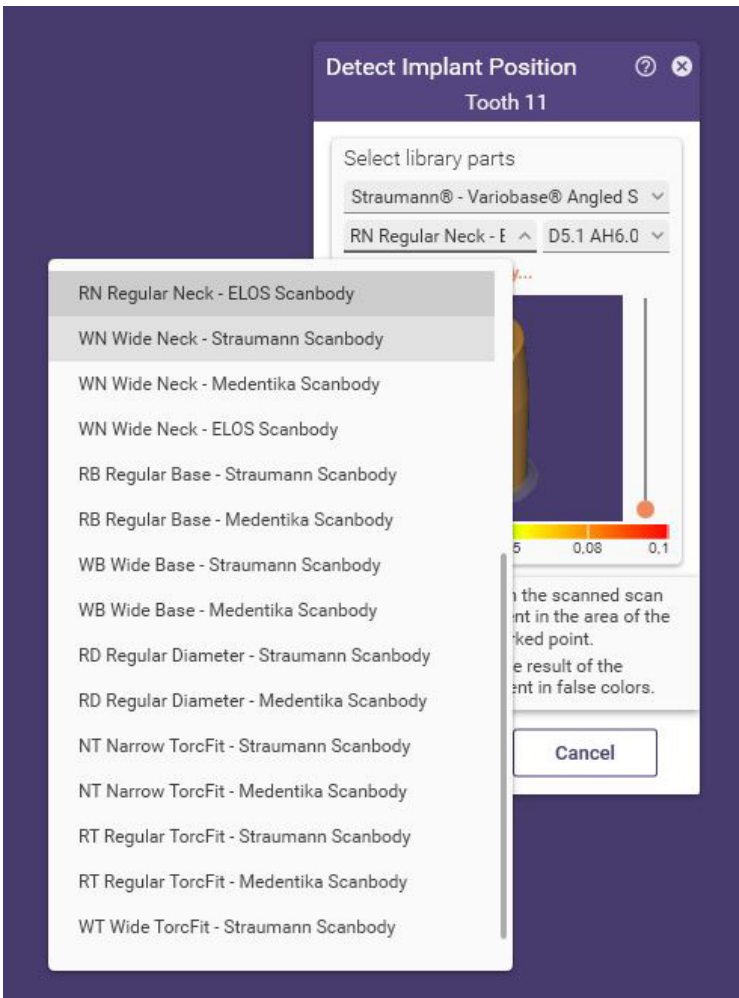 Detect Implant Position
Tooth 11
Select library parts
Straumann® - Variobase® Angled S
RN Regular Neck - E
D5.1 AH6.0
RN Regular Neck - ELOS Scanbody
WN Wide Neck - Straumann Scanbody
WN Wide Neck - Medentika Scanbody
WN Wide Neck - ELOS Scanbody
RB Regular Base - Straumann Scanbody
RB Regular Base - Medentika Scanbody
WB Wide Base - Straumann Scanbody
WB Wide Base - Medentika Scanbody
RD Regular Diameter - Straumann Scanbody
RD Regular Diameter - Medentika Scanbody
NT Narrow TorcFit - Straumann Scanbody
NT Narrow TorcFit - Medentika Scanbody
RT Regular TorcFit - Straumann Scanbody
RT Regular TorcFit - Medentika Scanbody
WT Wide TorcFit - Straumann Scanbody
5 0,08 0,1
the scanned scan
in the area of the
point.
result of the
in false colors.
Cancel